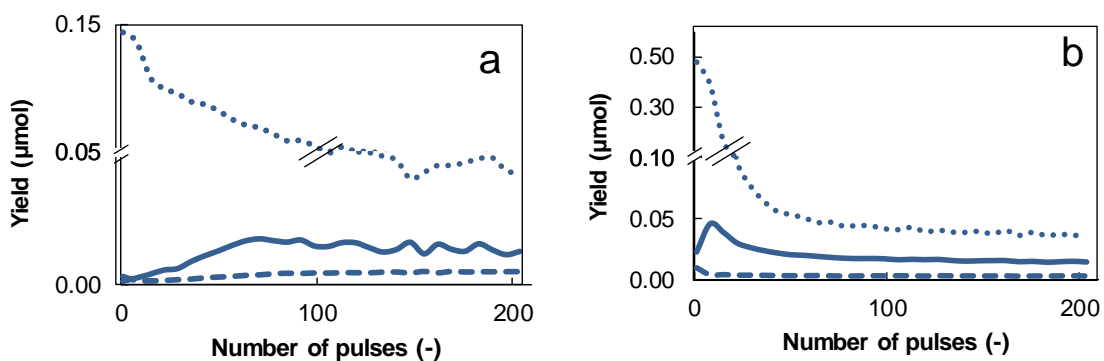 a
Yield (µmol)
0.15
0.05
0.00
0 100 200
Number of pulses (-)
b
Yield (µmol)
0.50
0.30
0.10
0.05
0.00
0 100 200
Number of pulses (-)